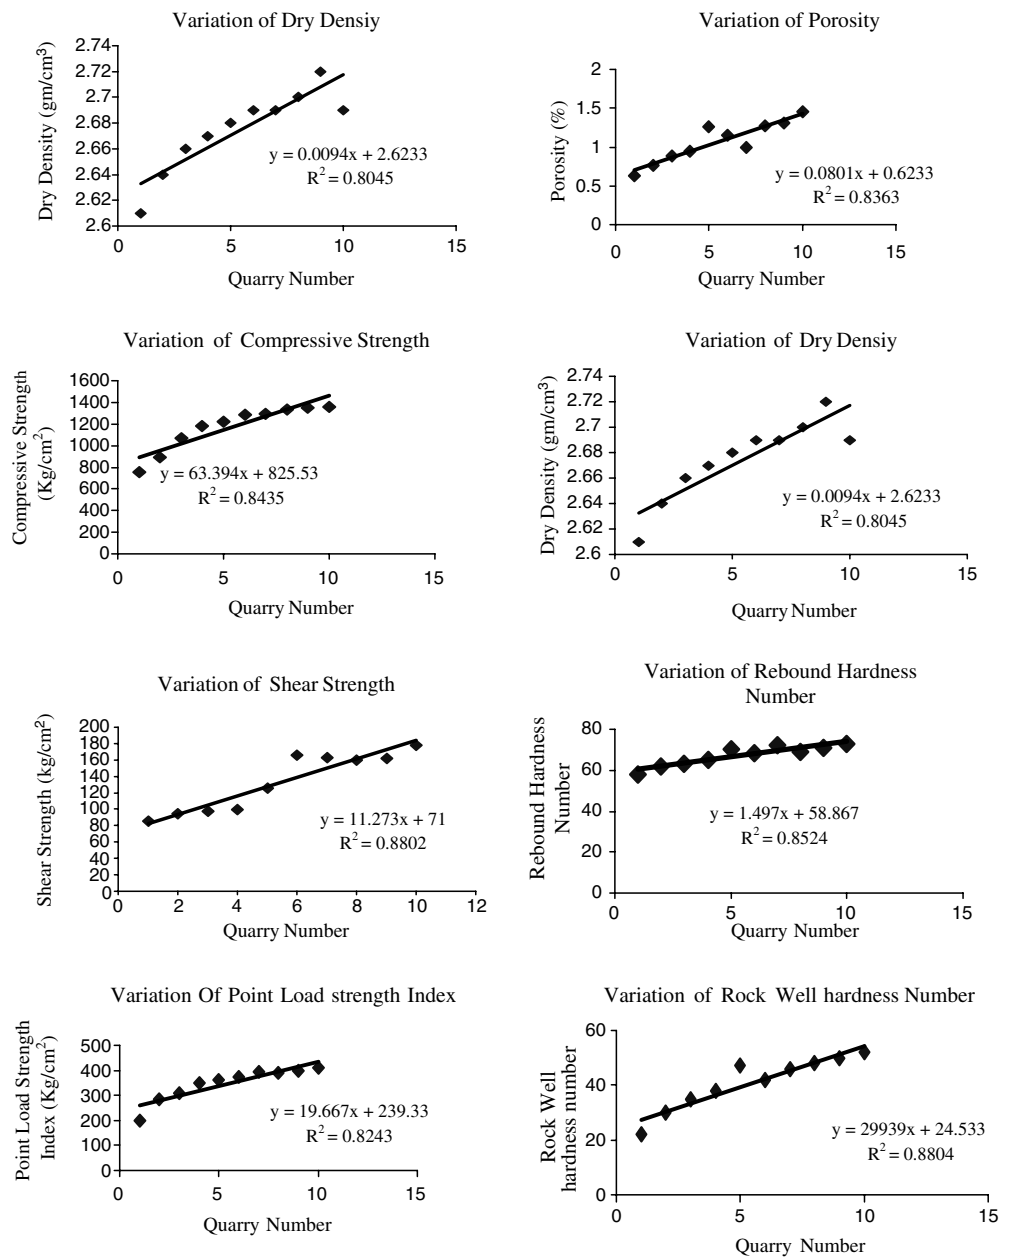 Variation of Dry Densiy
Dry Density (gm/cm³)
2.74
2.72
2.7
2.68
2.66
2.64
2.62
2.6
y = 0.0094x + 2.6233
R² = 0.8045
0 5 10 15
Quarry Number
Variation of Porosity
Porosity (%)
2
1.5
1
0.5
0
y = 0.0801x + 0.6233
R² = 0.8363
0 5 10 15
Quarry Number
Variation of Compressive Strength
Compressive Strength
(Kg/cm²)
1600
1400
1200
1000
800
600
400
200
0
y = 63.394x + 825.53
R² = 0.8435
0 5 10 15
Quarry Number
Variation of Dry Densiy
Dry Density (gm/cm³)
2.74
2.72
2.7
2.68
2.66
2.64
2.62
2.6
y = 0.0094x + 2.6233
R² = 0.8045
0 5 10 15
Quarry Number
Variation of Shear Strength
Shear Strength (kg/cm²)
200
180
160
140
120
100
80
60
40
20
0
y = 11.273x + 71
R² = 0.8802
0 2 4 6 8 10 12
Quarry Number
Variation of Rebound Hardness
Number
Rebound Hardness
Number
80
60
40
20
0
y = 1.497x + 58.867
R² = 0.8524
0 5 10 15
Quarry Number
Variation Of Point Load strength Index
Point Load Strength
Index (Kg/cm²)
500
400
300
200
100
0
y = 19.667x + 239.33
R² = 0.8243
0 5 10 15
Quarry Number
Variation of Rock Well hardness Number
Rock Well
hardness number
60
40
20
0
y = 29939x + 24.533
R² = 0.8804
0 5 10 15
Quarry Number